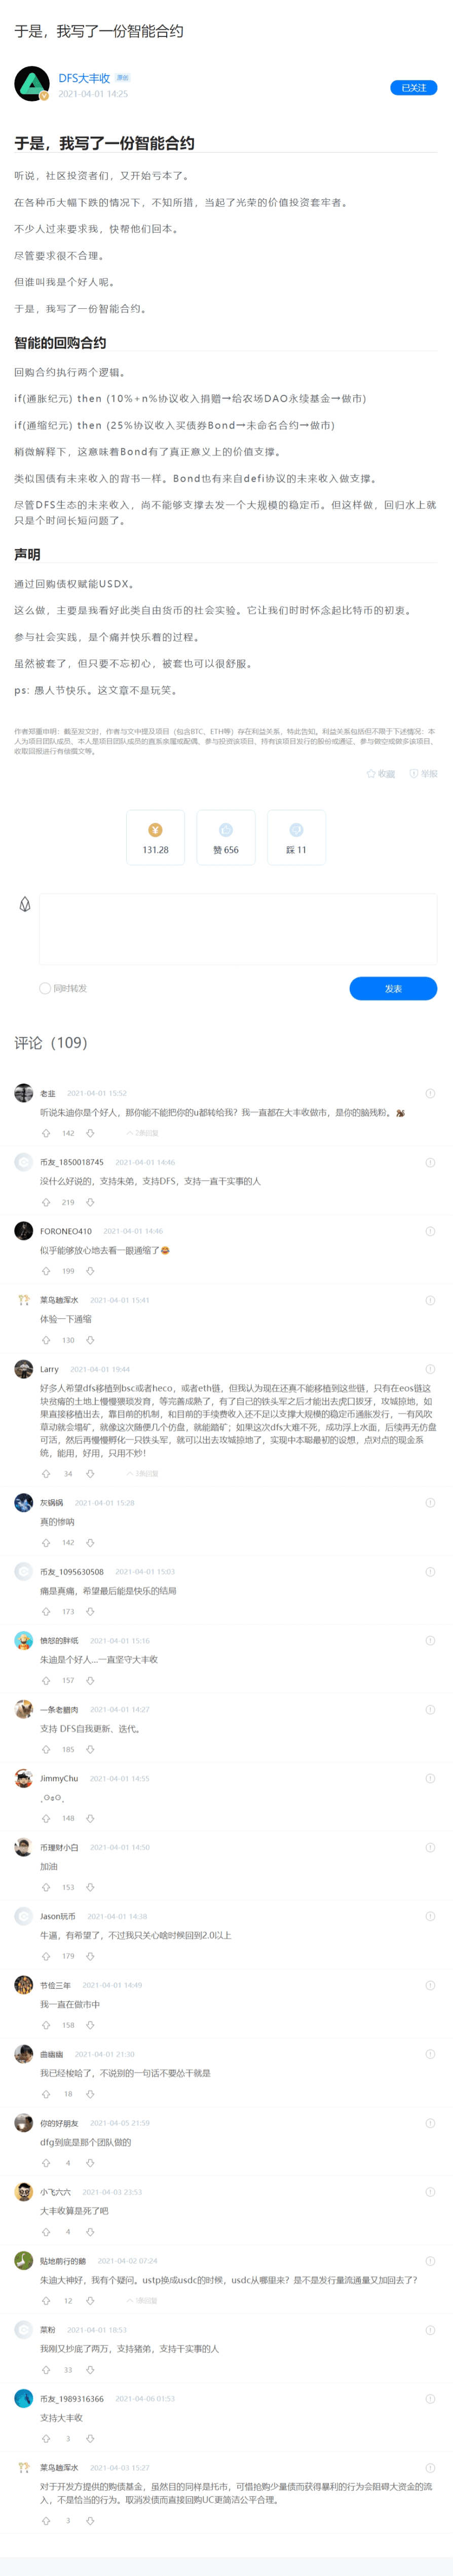 于是，我写了一份智能合约
DFS大丰收 原创
2021-04-01 14:25
已关注
于是，我写了一份智能合约
听说，社区投资者们，又开始亏本了。
在各种币大幅下跌的情况下，不知所措，当起了光荣的价值投资套牢者。
不少人过来要求我，快帮他们回本。
尽管要求很不合理。
但谁叫我是个好人呢。
于是，我写了一份智能合约。
智能的回购合约
回购合约执行两个逻辑。
if(通胀纪元) then (10%+n%协议收入捐赠→给农场DAO永续基金→做市)
if(通缩纪元) then (25%协议收入买债券Bond→未命名合约→做市)
稍微解释下，这意味着Bond有了真正意义上的价值支撑。
类似国债有未来收入的背书一样。Bond也有来自defi协议的未来收入做支撑。
尽管DFS生态的未来收入，尚不能够支撑去发一个大规模的稳定币。但这样做，回归水上就
只是个时间长短问题了。
声明
通过回购债权赋能USDX。
这么做，主要是我看好此类自由货币的社会实验。它让我们时时怀念起比特币的初衷。
参与社会实践，是个痛并快乐着的过程。
虽然被套了，但只要不忘初心，被套也可以很舒服。
ps: 愚人节快乐。这文章不是玩笑。
作者郑重申明：截至发文时，作者与文中提及项目（包含BTC、ETH等）存在利益关系，特此告知。利益关系包括但不限于下述情况：本
人为项目团队成员、本人是项目团队成员的直系亲属或配偶、参与投资该项目、持有该项目发行的股份或通证、参与做空或做多该项目、
收取回报进行有偿撰文等。
收藏 举报
131.28 赞 656 踩 11
同时转发 发表
评论（109）
老韭 2021-04-01 15:52
听说朱迪你是个好人，那你能不能把你的u都转给我？我一直都在大丰收做市，是你的脑残粉。
142 2条回复
币友_1850018745 2021-04-01 14:46
没什么好说的，支持朱弟，支持DFS，支持一直干实事的人
219
FORONEO410 2021-04-01 14:46
似乎能够放心地去看一眼通缩了
199
菜鸟趟浑水 2021-04-01 15:41
体验一下通缩
130
Larry 2021-04-01 19:44
好多人希望dfs移植到bsc或者heco，或者eth链，但我认为现在还真不能移植到这些链，只有在eos链这
块贫瘠的土地上慢慢猥琐发育，等完善成熟了，有了自己的铁头军之后才能出去虎口拔牙，攻城掠地，如
果直接移植出去，靠目前的机制，和目前的手续费收入还不足以支撑大规模的稳定币通胀发行，一有风吹
草动就会塌矿，就像这次随便几个仿盘，就能踏矿；如果这次dfs大难不死，成功浮上水面，后续再无仿盘
可活，然后再慢慢孵化一只铁头军，就可以出去攻城掠地了，实现中本聪最初的设想，点对点的现金系
统，能用，好用，只用不炒！
34 3条回复
灰锅锅 2021-04-01 15:28
真的惨呐
142
币友_1095630508 2021-04-01 15:03
痛是真痛，希望最后能是快乐的结局
173
愤怒的胖纸 2021-04-01 15:16
朱迪是个好人...一直坚守大丰收
157
一条老腊肉 2021-04-01 14:27
支持 DFS自我更新、迭代。
185
JimmyChu 2021-04-01 14:55
148
币理财小白 2021-04-01 14:50
加油
153
Jason玩币 2021-04-01 14:38
牛逼，有希望了，不过我只关心啥时候回到2.0以上
179
节俭三年 2021-04-01 14:49
我一直在做市中
158
曲幽幽 2021-04-01 21:30
我已经梭哈了，不说别的一句话不要怂干就是
18
你的好朋友 2021-04-05 21:59
dfg到底是那个团队做的
4
小飞六六 2021-04-03 23:53
大丰收算是死了吧
4
贴地前行的鹅 2021-04-02 07:24
朱迪大神好，我有个疑问。ustp换成usdc的时候，usdc从哪里来？是不是发行量流通量又加回去了？
12 1条回复
菜粉 2021-04-01 18:53
我刚又抄底了两万，支持猪弟，支持干实事的人
33
币友_1989316366 2021-04-06 01:53
支持大丰收
3
菜鸟趟浑水 2021-04-03 15:27
对于开发方提供的购债基金，虽然目的同样是托市，可惜抢购少量债而获得暴利的行为会阻碍大资金的流
入，不是恰当的行为。取消发债而直接回购UC更简洁公平合理。
3